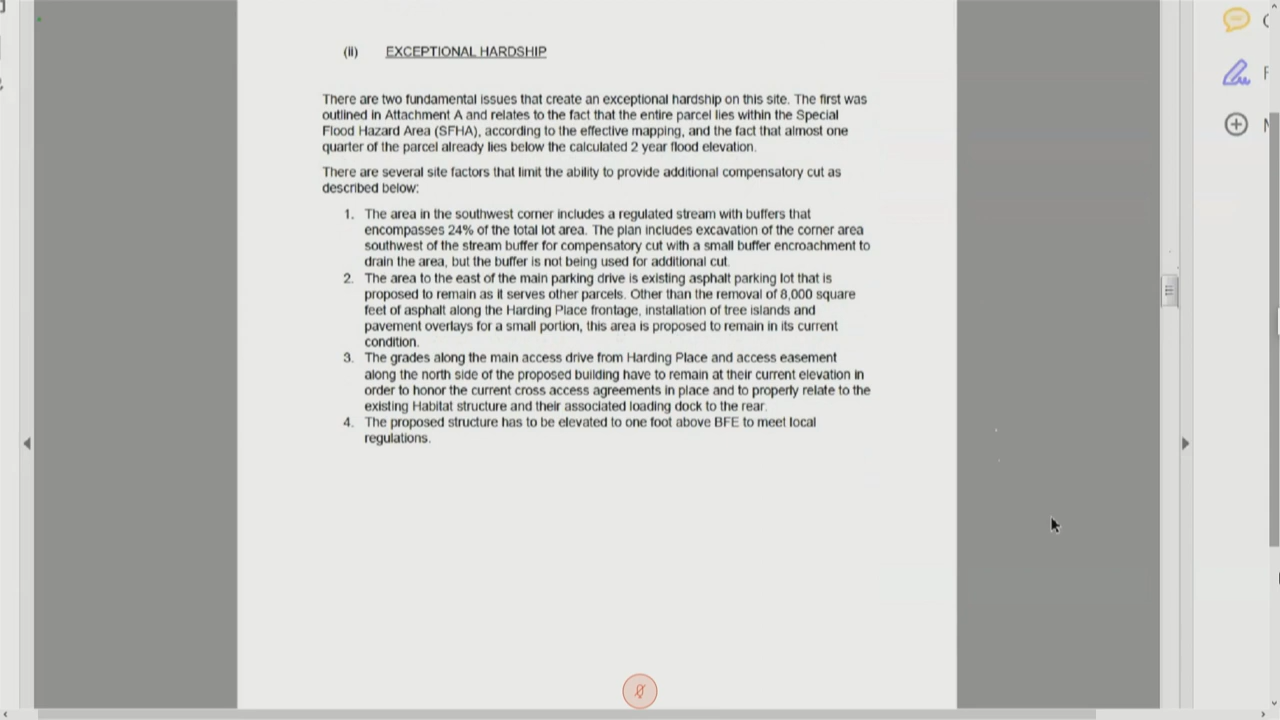 (ii) EXCEPTIONAL HARDSHIP
There are two fundamental issues that create an exceptional hardship on this site. The first was
outlined in Attachment A and relates to the fact that the entire parcel lies within the Special
Flood Hazard Area (SFHA), according to the effective mapping, and the fact that almost one
quarter of the parcel already lies below the calculated 2 year flood elevation.
There are several site factors that limit the ability to provide additional compensatory cut as
described below:
1. The area in the southwest corner includes a regulated stream with buffers that
encompasses 24% of the total lot area. The plan includes excavation of the corner area
southwest of the stream buffer for compensatory cut with a small buffer encroachment to
drain the area, but the buffer is not being used for additional cut.
2. The area to the east of the main parking drive is existing asphalt parking lot that is
proposed to remain as it serves other parcels. Other than the removal of 8,000 square
feet of asphalt along the Harding Place frontage, installation of tree islands and
pavement overlays for a small portion, this area is proposed to remain in its current
condition.
3. The grades along the main access drive from Harding Place and access easement
along the north side of the proposed building have to remain at their current elevation in
order to honor the current cross access agreements in place and to properly relate to the
existing Habitat structure and their associated loading dock to the rear.
4. The proposed structure has to be elevated to one foot above BFE to meet local
regulations.